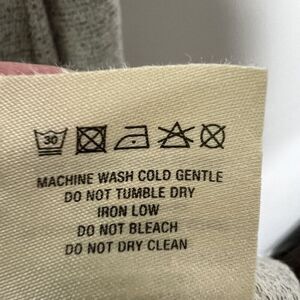 30
MACHINE WASH COLD GENTLE
DO NOT TUMBLE DRY
IRON LOW
DO NOT BLEACH
DO NOT DRY CLEAN